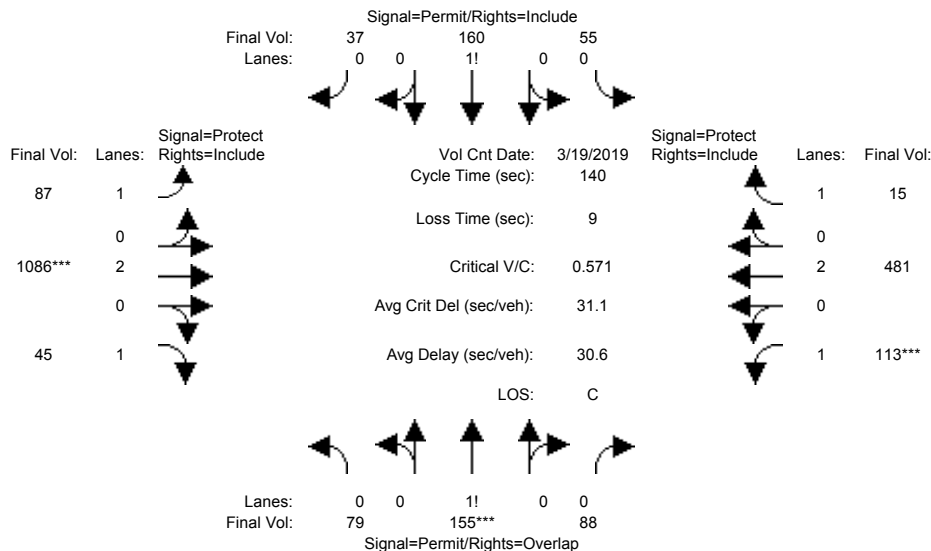 Signal=Permit/Rights=Include
Final Vol: 37 160 55
Lanes: 0 0 1! 0 0
Signal=Protect Signal=Protect
Final Vol: Lanes: Rights=Include Vol Cnt Date: 3/19/2019 Rights=Include Lanes: Final Vol:
Cycle Time (sec): 140
87 1 1 15
Loss Time (sec): 9
0 0
1086*** 2 Critical V/C: 0.571 2 481
0 Avg Crit Del (sec/veh): 31.1 0
45 1 Avg Delay (sec/veh): 30.6 1 113***
LOS: C
Lanes: 0 0 1! 0 0
Final Vol: 79 155*** 88
Signal=Permit/Rights=Overlap